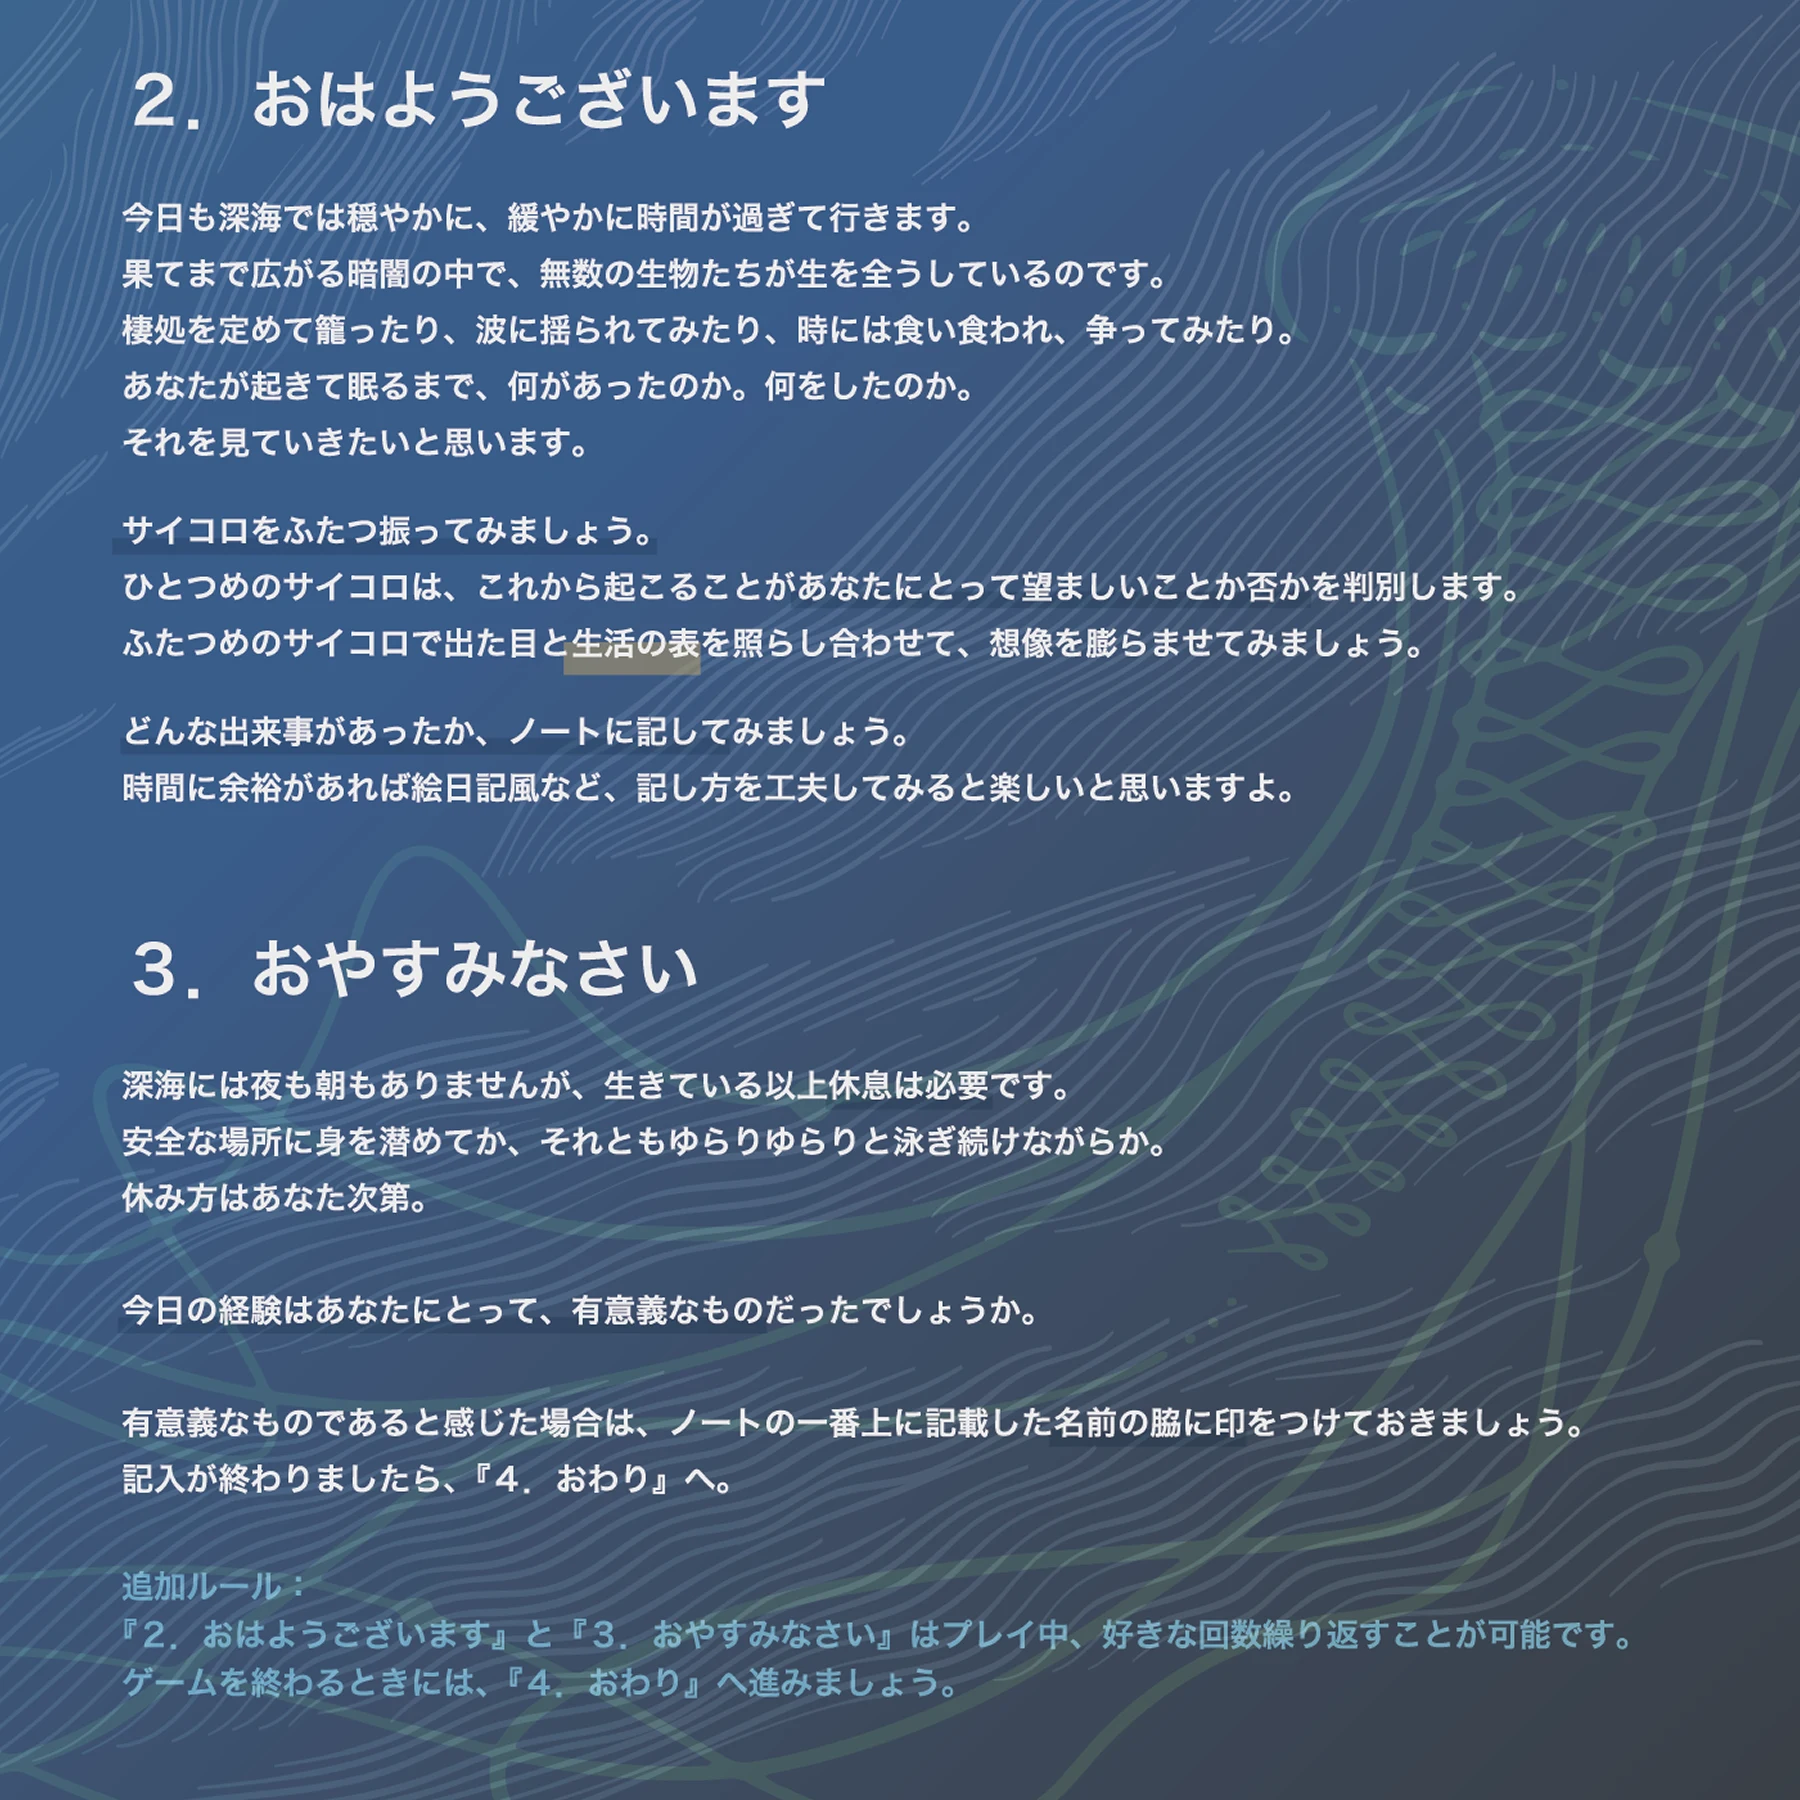 ２．おはようございます
今日も深海では穏やかに、緩やかに時間が過ぎて行きます。
果てまで広がる暗闇の中で、無数の生物たちが生を全うしているのです。
棲処を定めて籠ったり、波に揺られてみたり、時には食い食われ、争ってみたり。
あなたが起きて眠るまで、何があったのか。何をしたのか。
それを見ていきたいと思います。
サイコロをふたつ振ってみましょう。
ひとつめのサイコロは、これから起こることがあなたにとって望ましいことか否かを判別します。
ふたつめのサイコロで出た目と生活の表を照らし合わせて、想像を膨らませてみましょう。
どんな出来事があったか、ノートに記してみましょう。
時間に余裕があれば絵日記風など、記し方を工夫してみると楽しいと思いますよ。
３．おやすみなさい
深海には夜も朝もありませんが、生きている以上休息は必要です。
安全な場所に身を潜めてか、それともゆらりゆらりと泳ぎ続けながらか。
休み方はあなた次第。
今日の経験はあなたにとって、有意義なものだったでしょうか。
有意義なものであると感じた場合は、ノートの一番上に記載した名前の脇に印をつけておきましょう。
記入が終わりましたら、『４．おわり』へ。
追加ルール：
『２．おはようございます』と『３．おやすみなさい』はプレイ中、好きな回数繰り返すことが可能です。
ゲームを終わるときには、『４．おわり』へ進みましょう。